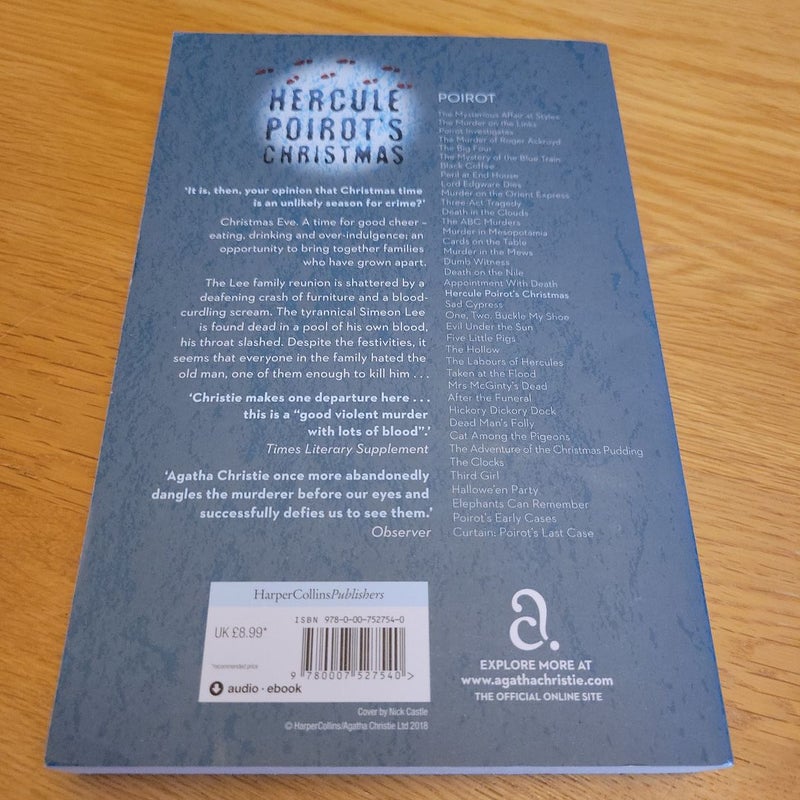 HERCULE
POIROT'S
CHRISTMAS
'It is, then, your opinion that Christmas time
is an unlikely season for crime?'
Christmas Eve. A time for good cheer –
eating, drinking and over-indulgence; an
opportunity to bring together families
who have grown apart.
The Lee family reunion is shattered by a
deafening crash of furniture and a blood-
curdling scream. The tyrannical Simeon Lee
is found dead in a pool of his own blood,
his throat slashed. Despite the festivities, it
seems that everyone in the family hated the
old man, one of them enough to kill him . . .
'Christie makes one departure here . . .
this is a "good violent murder
with lots of blood".'
Times Literary Supplement
'Agatha Christie once more abandonedly
dangles the murderer before our eyes and
successfully defies us to see them.'
Observer
POIROT
The Mysterious Affair at Styles
The Murder on the Links
Poirot Investigates
The Murder of Roger Ackroyd
The Big Four
The Mystery of the Blue Train
Black Coffee
Peril at End House
Lord Edgware Dies
Murder on the Orient Express
Three-Act Tragedy
Death in the Clouds
The ABC Murders
Murder in Mesopotamia
Cards on the Table
Murder in the Mews
Dumb Witness
Death on the Nile
Appointment With Death
Hercule Poirot's Christmas
Sad Cypress
One, Two, Buckle My Shoe
Evil Under the Sun
Five Little Pigs
The Hollow
The Labours of Hercules
Taken at the Flood
Mrs McGinty's Dead
After the Funeral
Hickory Dickory Dock
Dead Man's Folly
Cat Among the Pigeons
The Adventure of the Christmas Pudding
The Clocks
Third Girl
Hallowe'en Party
Elephants Can Remember
Poirot's Early Cases
Curtain: Poirot's Last Case
HarperCollinsPublishers
ISBN 978-0-00-752754-0
UK £8.99*
*recommended price
9 780007 527540 >
audio · ebook
Cover by Nick Castle
© HarperCollins/Agatha Christie Ltd 2018
a.
EXPLORE MORE AT
www.agathachristie.com
THE OFFICIAL ONLINE SITE